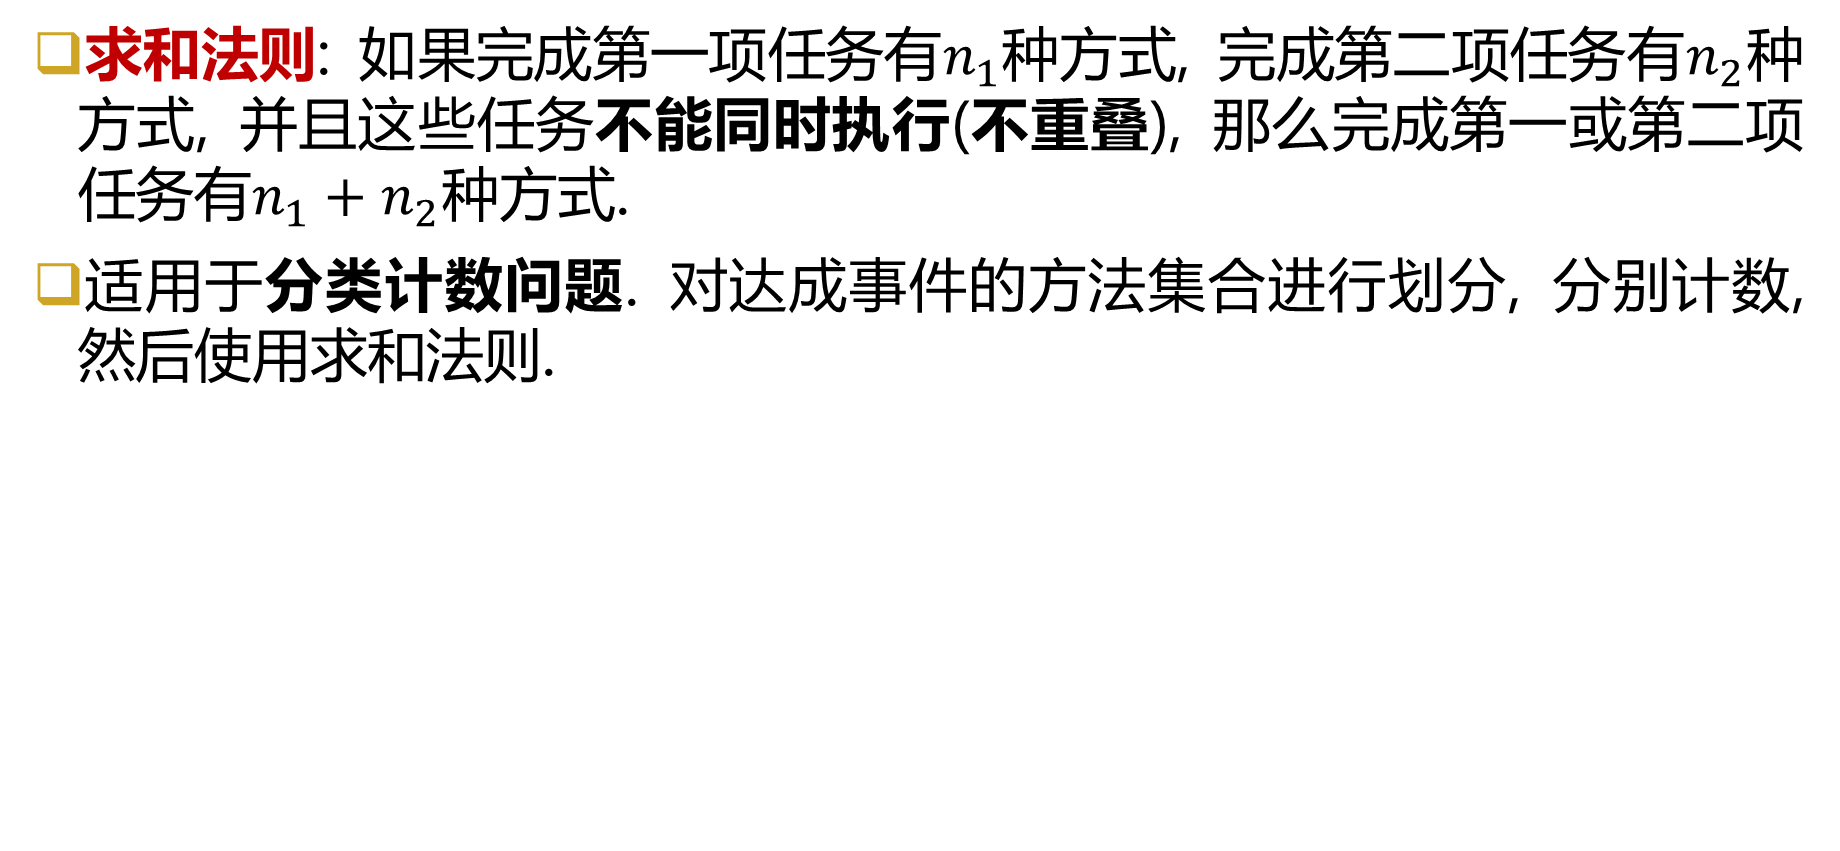 ❑求和法则: 如果完成第一项任务有n₁种方式, 完成第二项任务有n₂种
方式, 并且这些任务不能同时执行(不重叠), 那么完成第一或第二项
任务有n₁ + n₂种方式.
❑适用于分类计数问题. 对达成事件的方法集合进行划分, 分别计数,
然后使用求和法则.